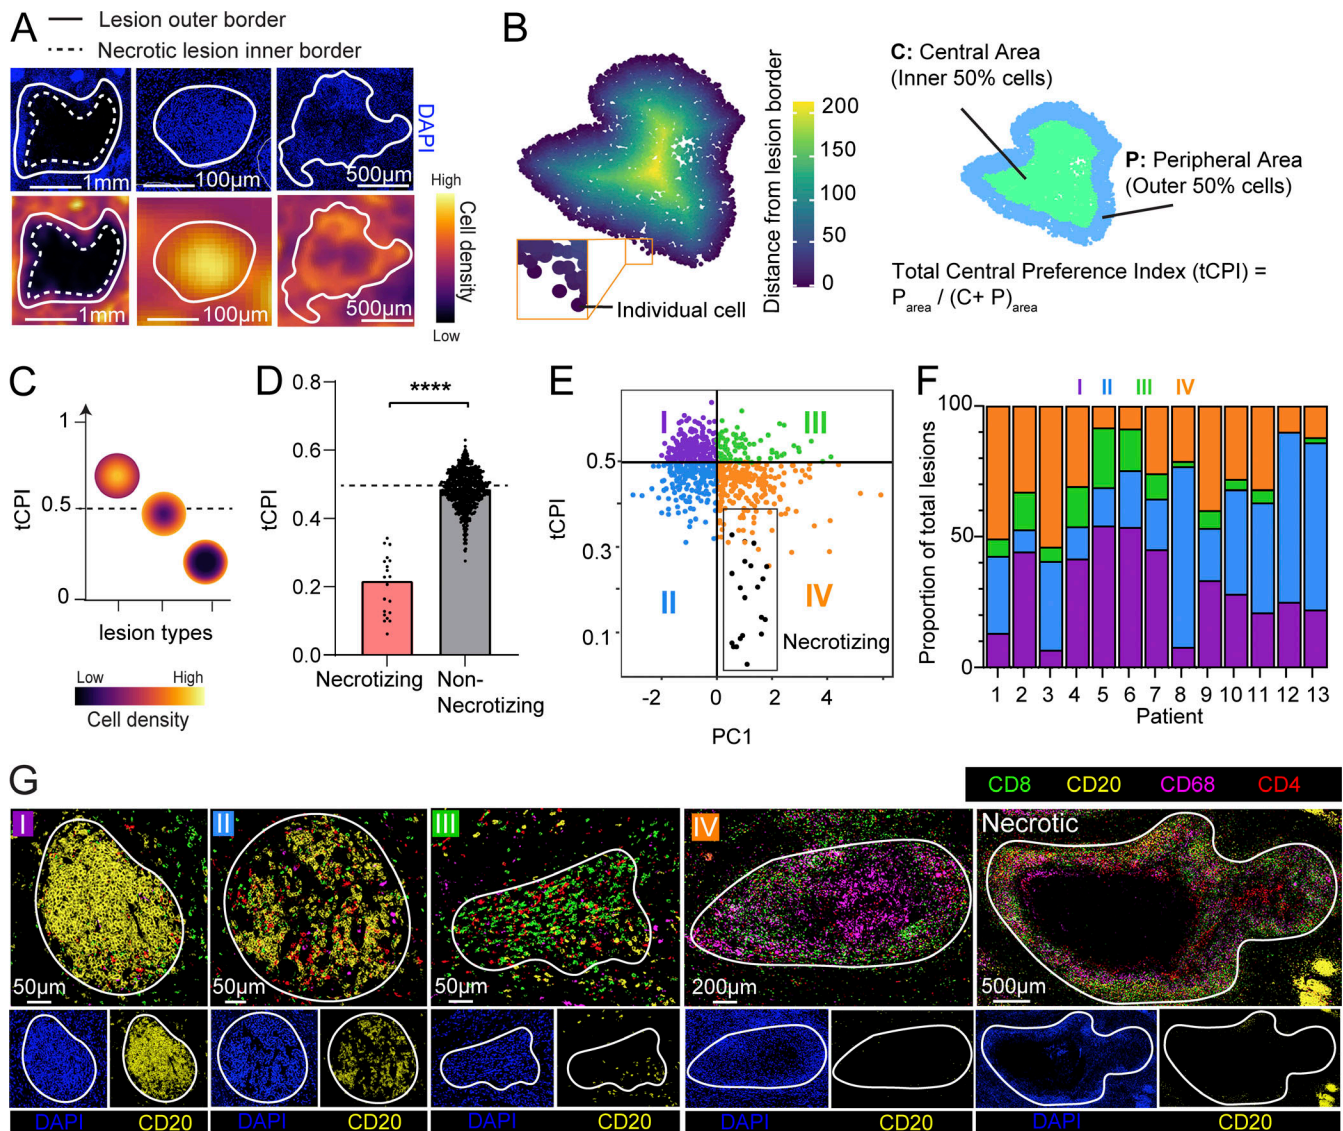 A
Lesion outer border
Necrotic lesion inner border
DAPI
1mm
100μm
500μm
1mm
100μm
500μm
High
Cell density
Low
B
Individual cell
Distance from lesion border
200
150
100
50
0
C: Central Area
(Inner 50% cells)
P: Peripheral Area
(Outer 50% cells)
Total Central Preference Index (tCPI) =
Parea / (C+ P)area
C
tCPI
1
0.5
0
lesion types
Low
High
Cell density
D
tCPI
0.8
0.6
0.4
0.2
0.0
****
Necrotizing
Non-
Necrotizing
E
tCPI
0.5
0.3
0.1
I
III
II
IV
Necrotizing
-2
0
2
4
PC1
F
I
II
III
IV
Proportion of total lesions
100
50
0
1
2
3
4
5
6
7
8
9
10
11
12
13
Patient
G
CD8
CD20
CD68
CD4
I
II
III
IV
Necrotic
50μm
50μm
50μm
200μm
500μm
DAPI
CD20
DAPI
CD20
DAPI
CD20
DAPI
CD20
DAPI
CD20